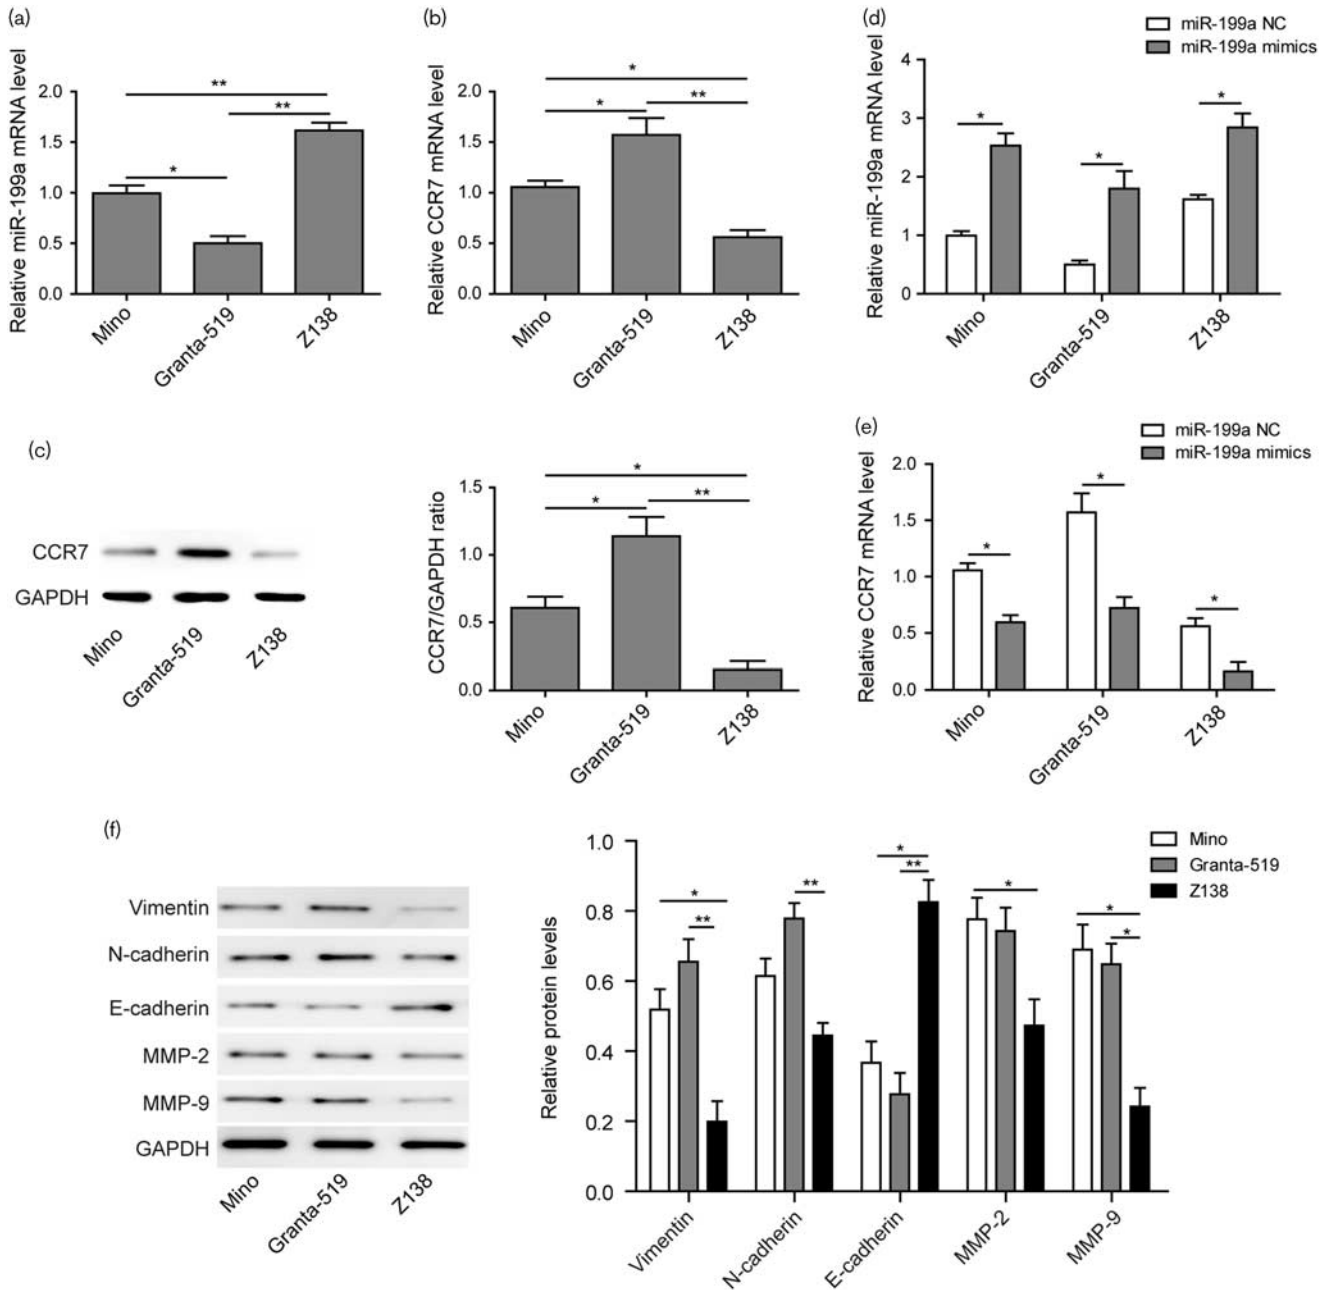 (a)
Relative miR-199a mRNA level
2.0
1.5
1.0
0.5
0.0
**
**
*
Mino
Granta-519
Z138
(b)
Relative CCR7 mRNA level
2.0
1.5
1.0
0.5
0.0
*
*
**
Mino
Granta-519
Z138
(d)
miR-199a NC
miR-199a mimics
Relative miR-199a mRNA level
4
3
2
1
0
*
*
*
Mino
Granta-519
Z138
(c)
CCR7
GAPDH
Mino
Granta-519
Z138
CCR7/GAPDH ratio
1.5
1.0
0.5
0.0
*
*
**
Mino
Granta-519
Z138
(e)
miR-199a NC
miR-199a mimics
Relative CCR7 mRNA level
2.0
1.5
1.0
0.5
0.0
*
*
*
Mino
Granta-519
Z138
(f)
Vimentin
N-cadherin
E-cadherin
MMP-2
MMP-9
GAPDH
Mino
Granta-519
Z138
Relative protein levels
1.0
0.8
0.6
0.4
0.2
0.0
*
**
**
*
**
*
*
*
Mino
Granta-519
Z138
Vimentin
N-cadherin
E-cadherin
MMP-2
MMP-9